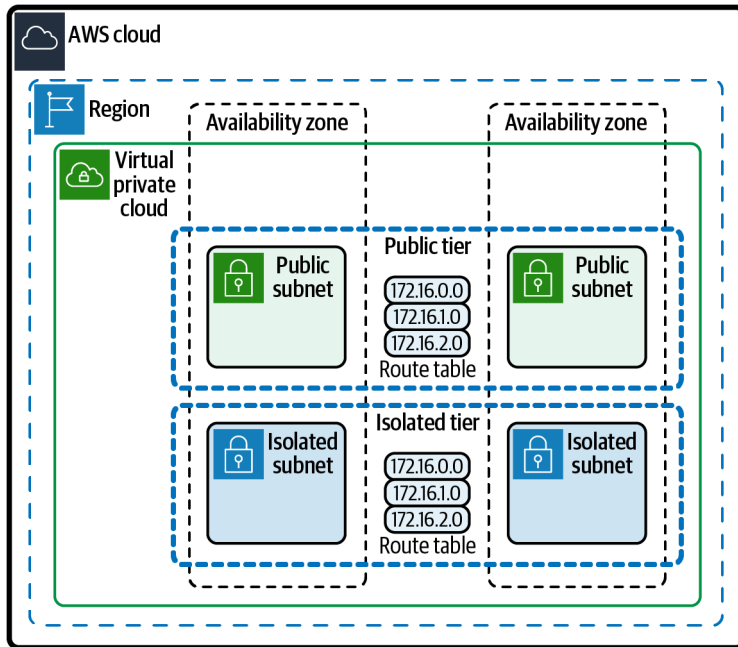 AWS cloud
Region
Availability zone
Availability zone
Virtual
private
cloud
Public tier
Public
subnet
172.16.0.0
172.16.1.0
172.16.2.0
Route table
Public
subnet
Isolated tier
Isolated
subnet
172.16.0.0
172.16.1.0
172.16.2.0
Route table
Isolated
subnet